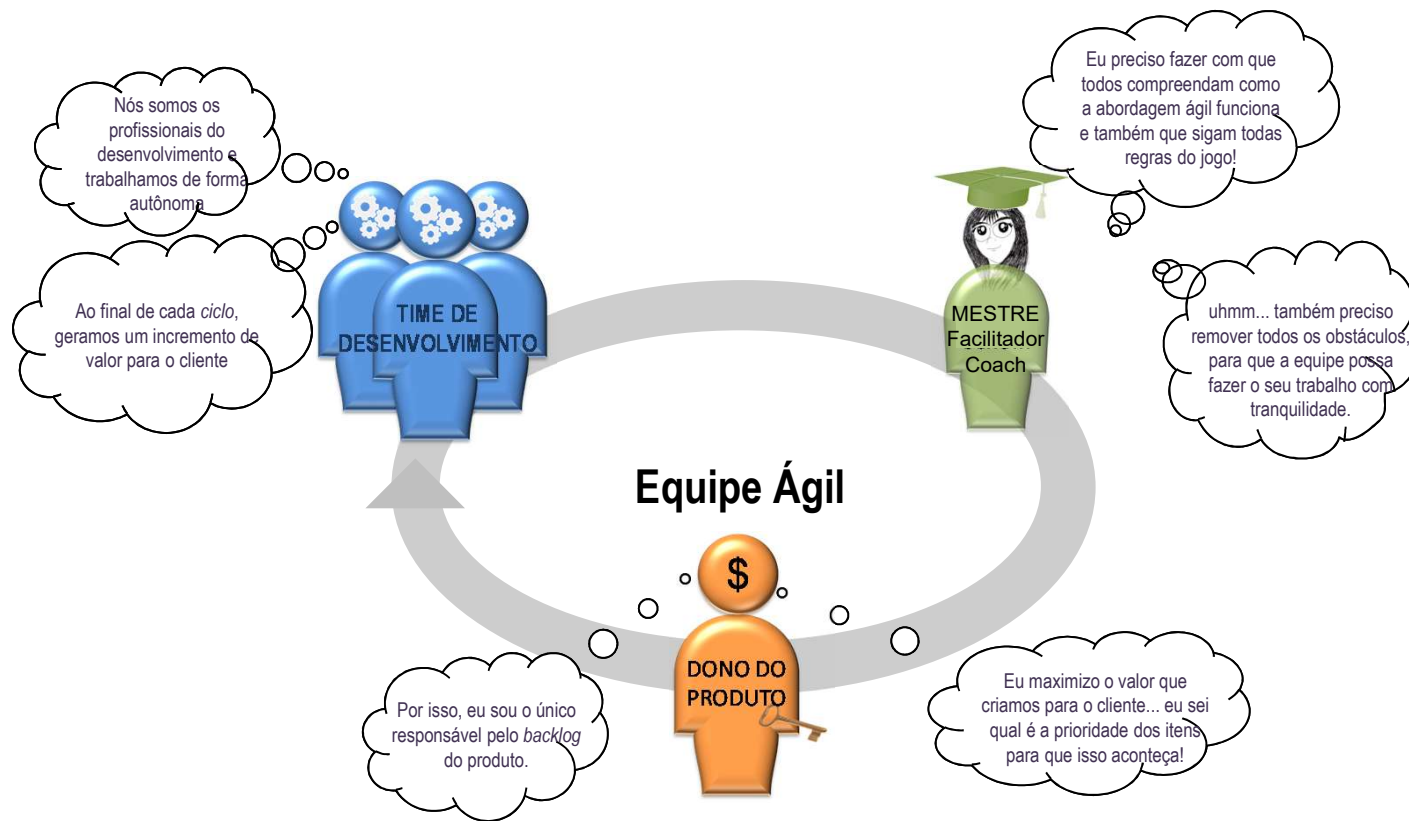 Nós somos os
profissionais do
desenvolvimento e
trabalhamos de forma
autônoma
Ao final de cada ciclo,
geramos um incremento de
valor para o cliente
TIME DE
DESENVOLVIMENTO
Eu preciso fazer com que
todos compreendam como
a abordagem ágil funciona
e também que sigam todas
regras do jogo!
MESTRE
Facilitador
Coach
uhmm... também preciso
remover todos os obstáculos,
para que a equipe possa
fazer o seu trabalho com
tranquilidade.
Equipe Ágil
$
DONO DO
PRODUTO
Por isso, eu sou o único
responsável pelo backlog
do produto.
Eu maximizo o valor que
criamos para o cliente... eu sei
qual é a prioridade dos itens
para que isso aconteça!